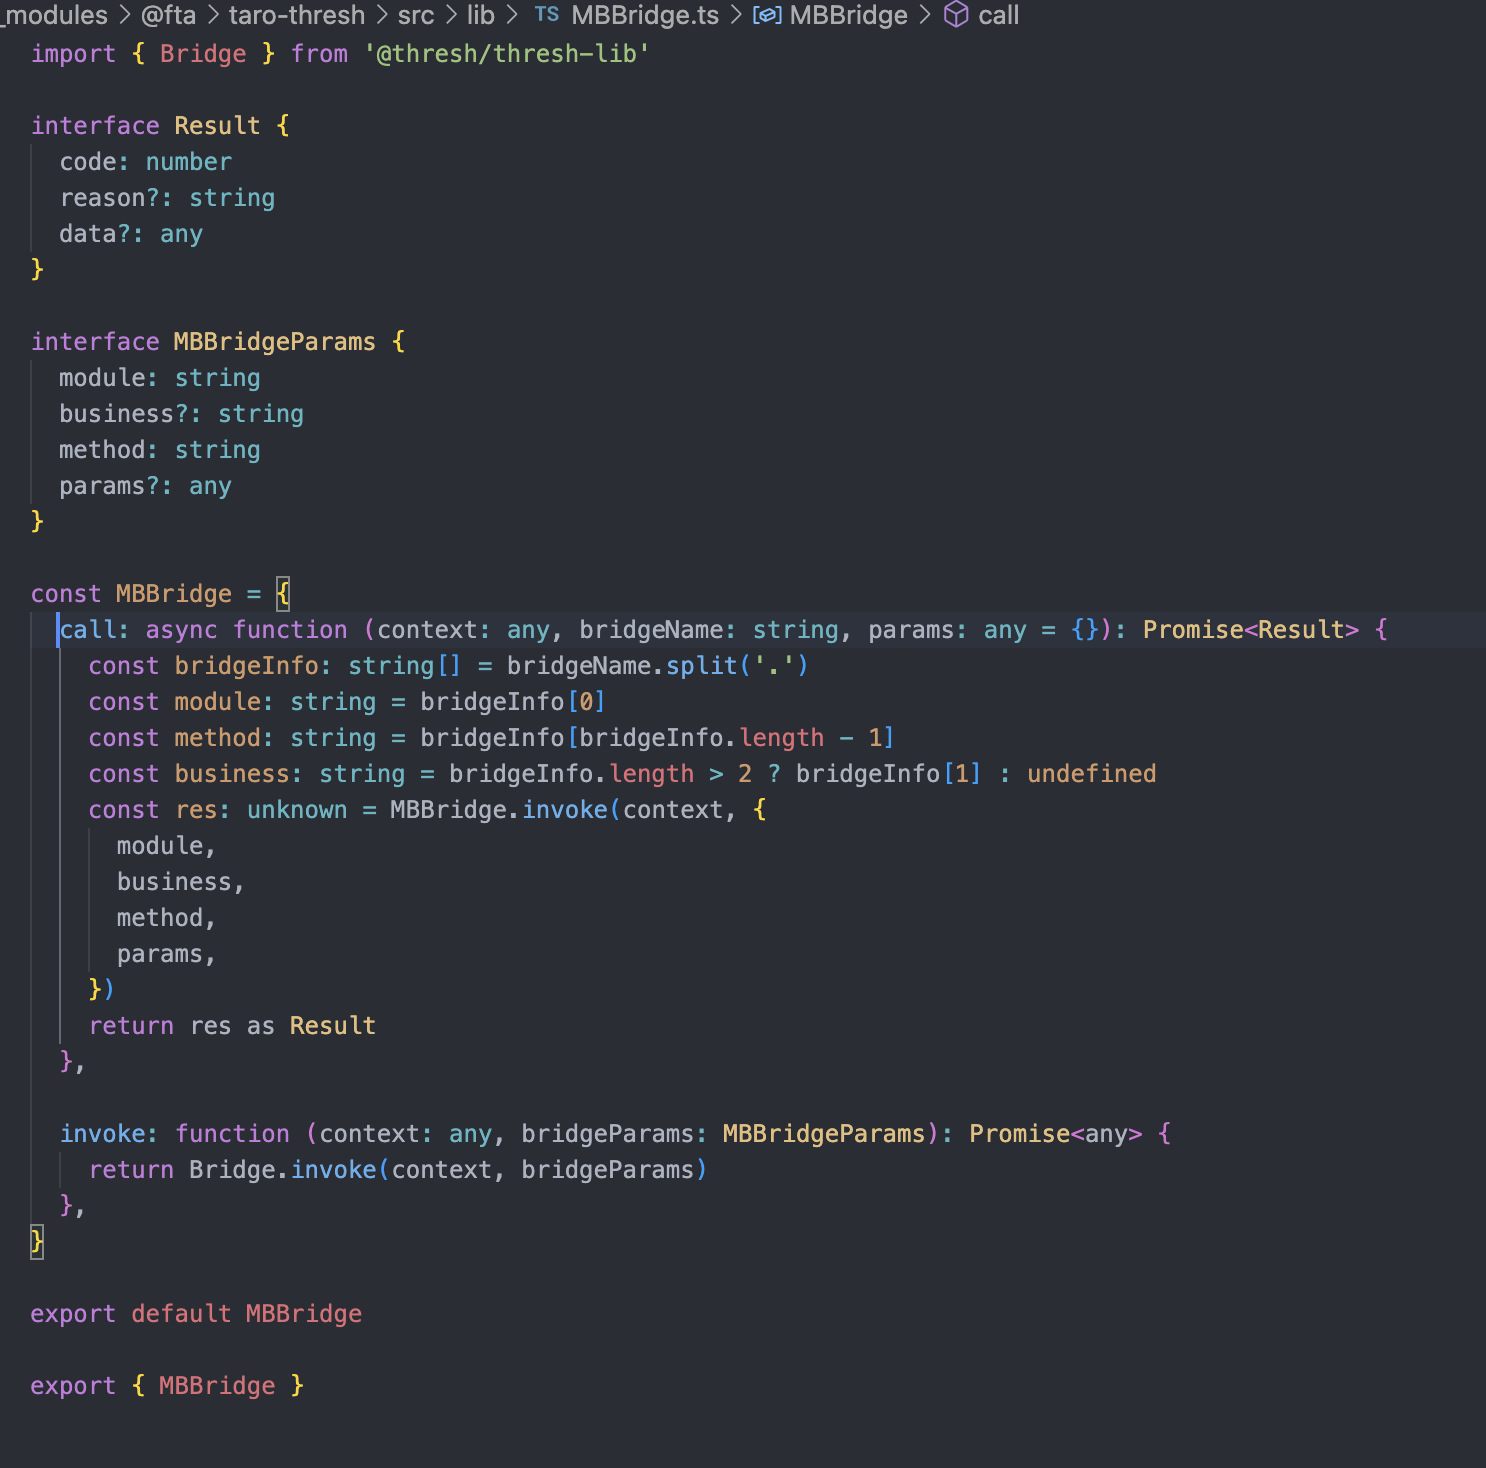 _modules > @fta > taro-thresh > src > lib > TS MBBridge.ts > MBBridge > call
import { Bridge } from '@thresh/thresh-lib'
interface Result {
code: number
reason?: string
data?: any
}
interface MBBridgeParams {
module: string
business?: string
method: string
params?: any
}
const MBBridge = {
call: async function (context: any, bridgeName: string, params: any = {}): Promise<Result> {
const bridgeInfo: string[] = bridgeName.split('.')
const module: string = bridgeInfo[0]
const method: string = bridgeInfo[bridgeInfo.length - 1]
const business: string = bridgeInfo.length > 2 ? bridgeInfo[1] : undefined
const res: unknown = MBBridge.invoke(context, {
module,
business,
method,
params,
})
return res as Result
},
invoke: function (context: any, bridgeParams: MBBridgeParams): Promise<any> {
return Bridge.invoke(context, bridgeParams)
},
}
export default MBBridge
export { MBBridge }